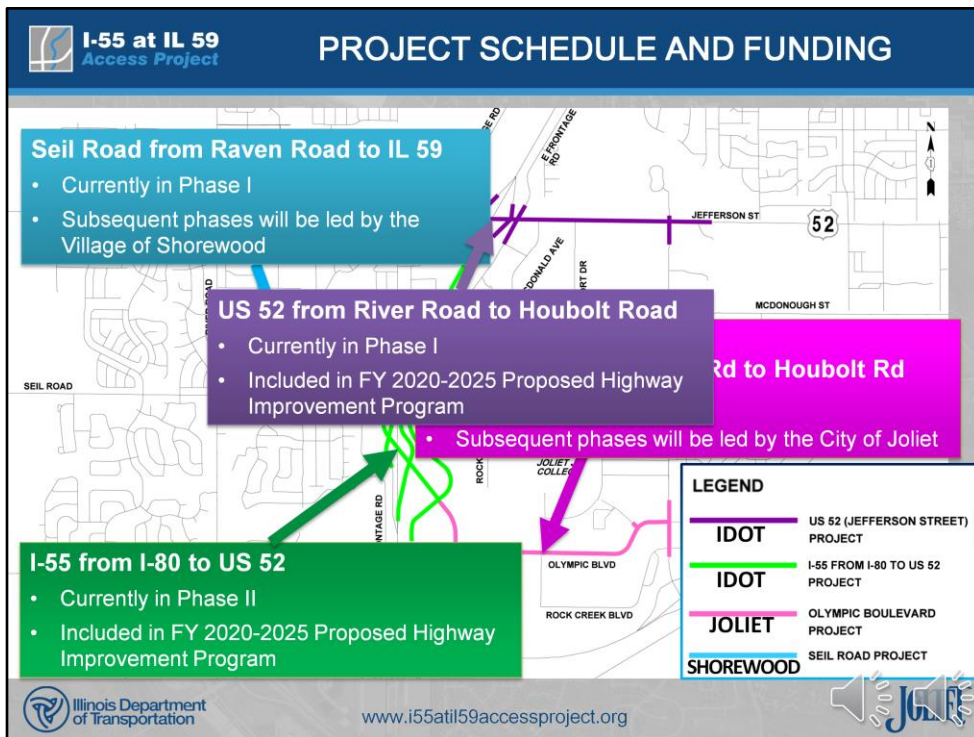 I-55 at IL 59
Access Project
PROJECT SCHEDULE AND FUNDING
Seil Road from Raven Road to IL 59
• Currently in Phase I
• Subsequent phases will be led by the
Village of Shorewood
E FRONTAGE
RD
N
JEFFERSON ST
52
US 52 from River Road to Houbolt Road
• Currently in Phase I
• Included in FY 2020-2025 Proposed Highway
Improvement Program
MCDONOUGH ST
SEIL ROAD
Rd to Houbolt Rd
• Subsequent phases will be led by the City of Joliet
I-55 from I-80 to US 52
• Currently in Phase II
• Included in FY 2020-2025 Proposed Highway
Improvement Program
OLYMPIC BLVD
ROCK CREEK BLVD
LEGEND
IDOT
US 52 (JEFFERSON STREET)
PROJECT
IDOT
I-55 FROM I-80 TO US 52
PROJECT
JOLIET
OLYMPIC BOULEVARD
PROJECT
SHOREWOOD
SEIL ROAD PROJECT
Illinois Department
of Transportation
www.i55atil59accessproject.org
JOLIET